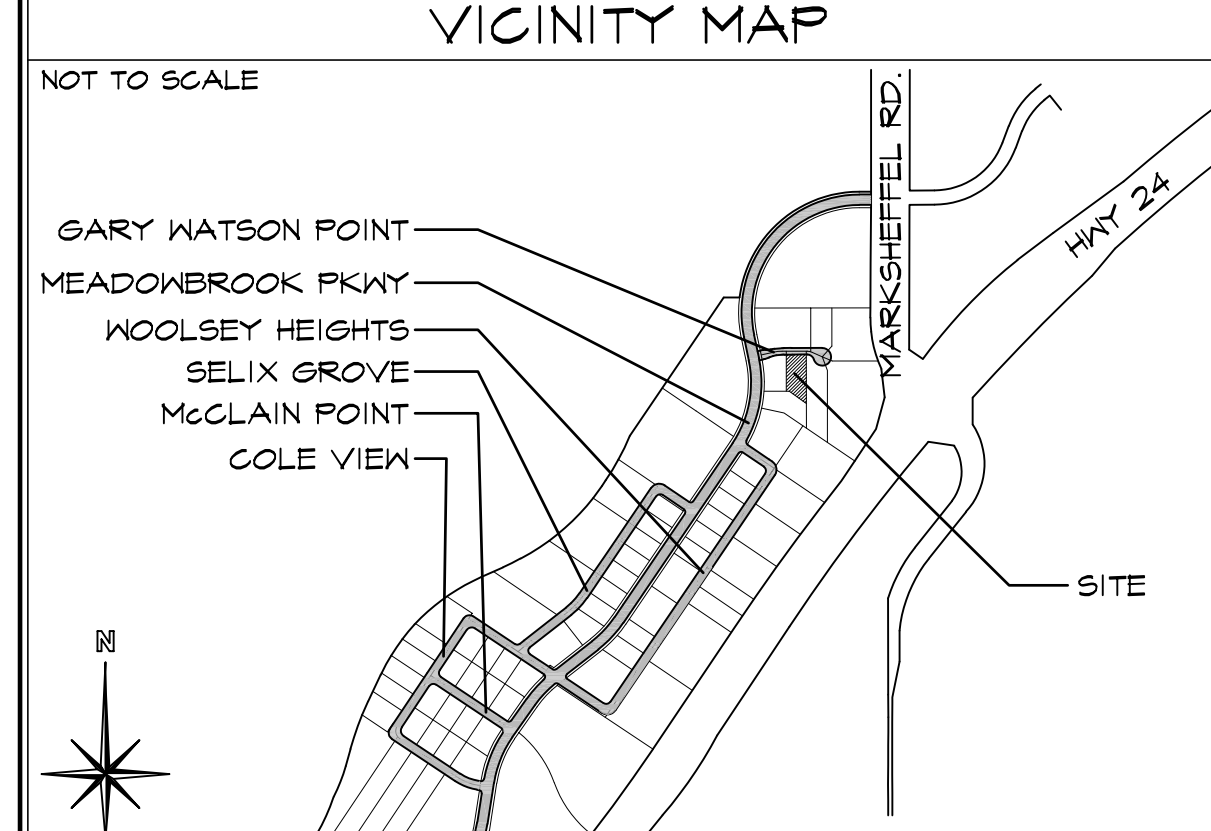 VICINITY MAP
NOT TO SCALE
MARKSHEFFEL RD.
HWY 24
GARY WATSON POINT
MEADOWBROOK PKWY
WOOLSEY HEIGHTS
SELIX GROVE
McCLAIN POINT
COLE VIEW
SITE
N